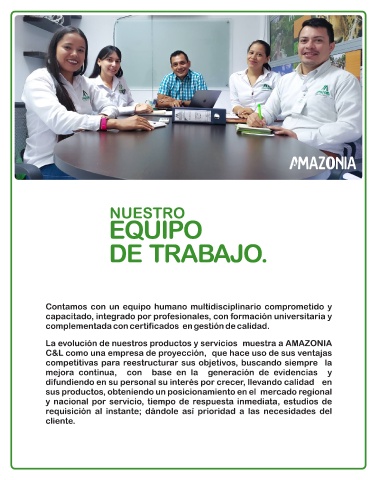 AMAZONIA
NUESTRO
EQUIPO
DE TRABAJO.
Contamos con un equipo humano multidisciplinario comprometido y
capacitado, integrado por profesionales, con formación universitaria y
complementada con certificados en gestión de calidad.
La evolución de nuestros productos y servicios muestra a AMAZONIA
C&L como una empresa de proyección, que hace uso de sus ventajas
competitivas para reestructurar sus objetivos, buscando siempre la
mejora continua, con base en la generación de evidencias y
difundiendo en su personal su interés por crecer, llevando calidad en
sus productos, obteniendo un posicionamiento en el mercado regional
y nacional por servicio, tiempo de respuesta inmediata, estudios de
requisición al instante; dándole así prioridad a las necesidades del
cliente.